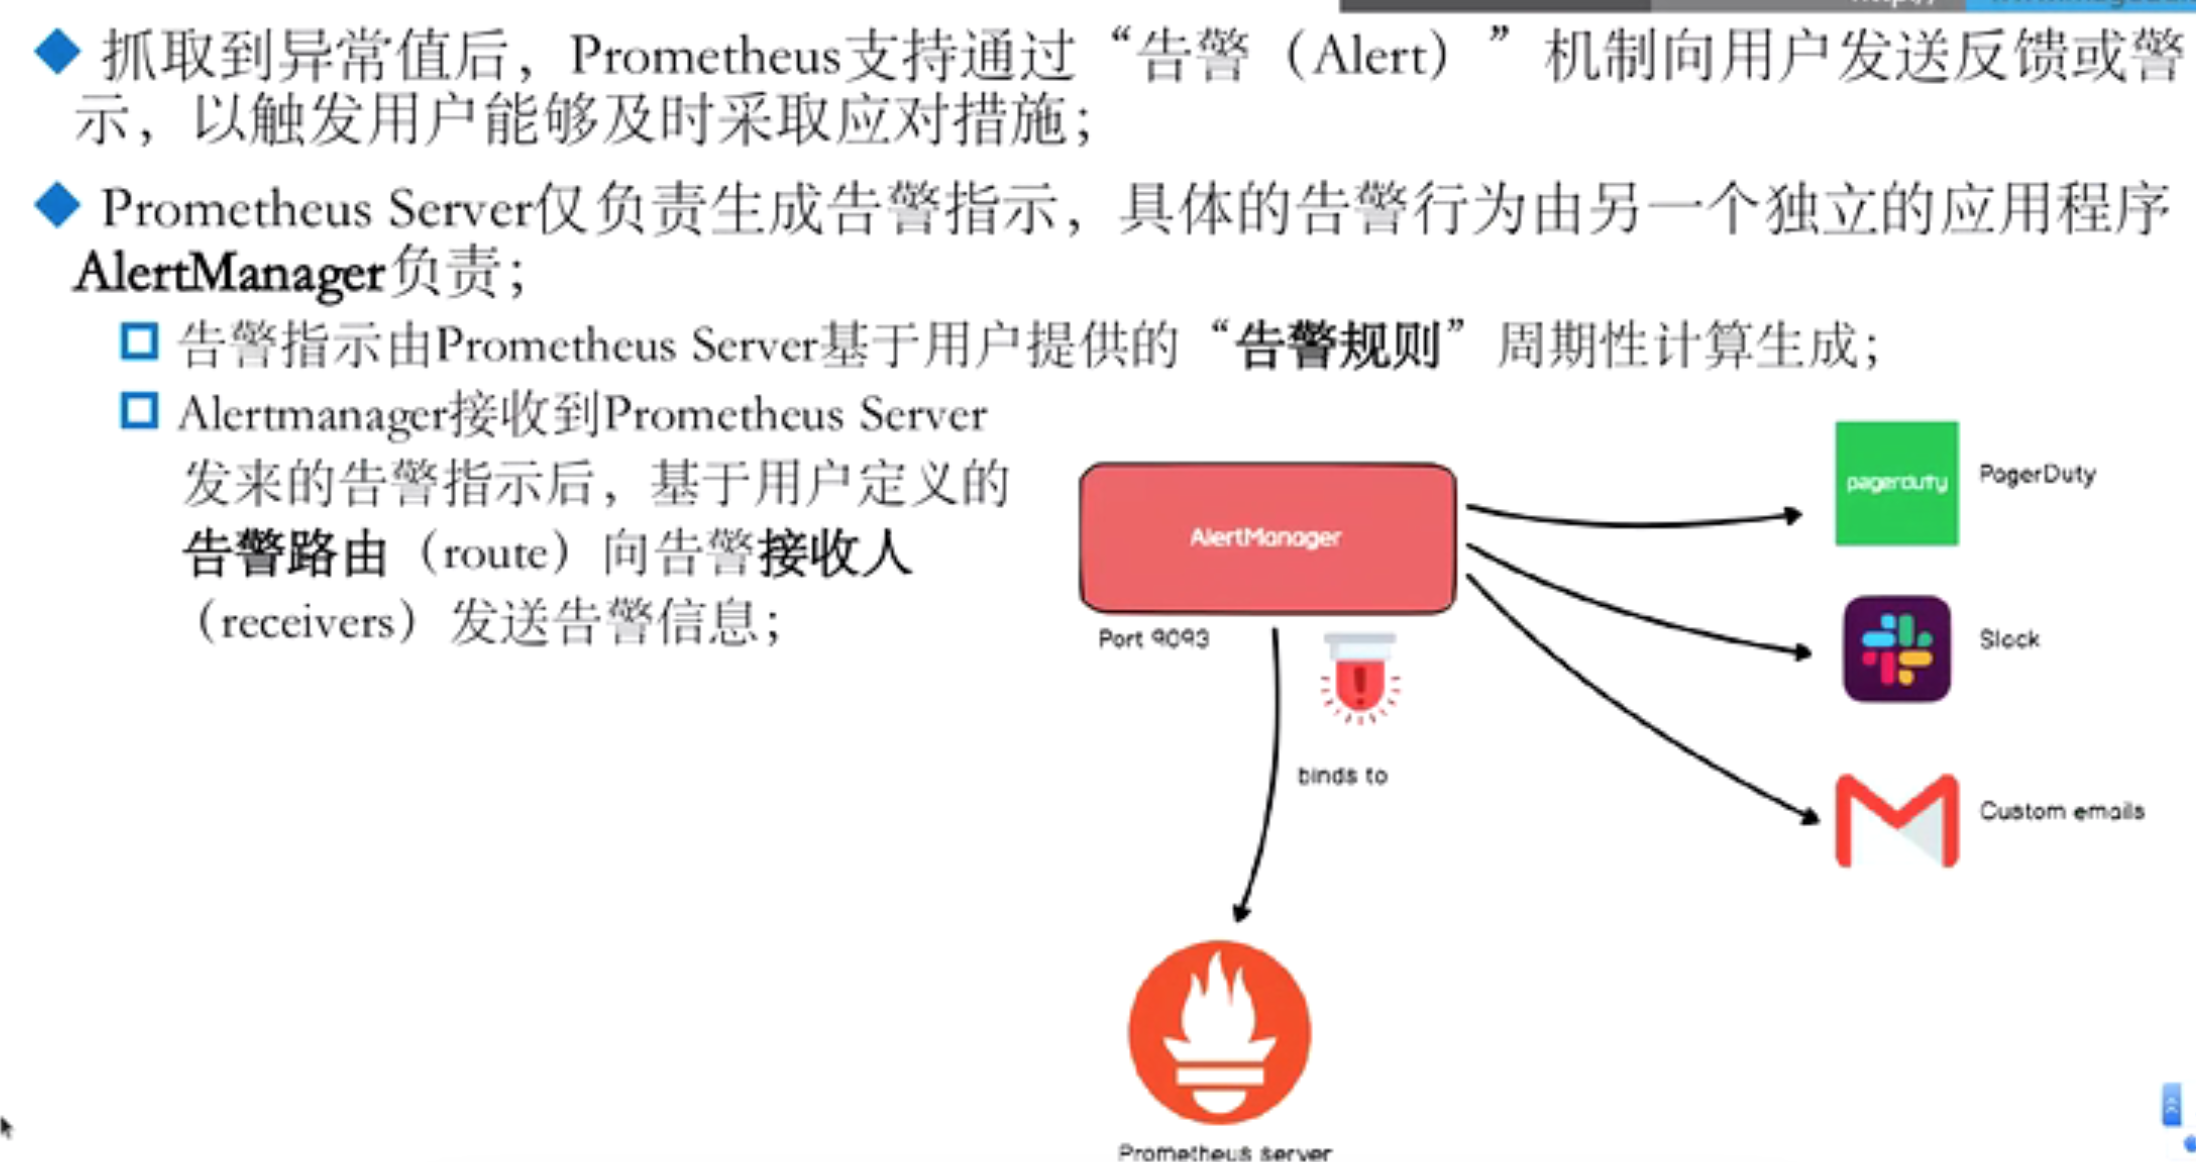 ◆ 抓取到异常值后，Prometheus支持通过“告警（Alert）”机制向用户发送反馈或警
示，以触发用户能够及时采取应对措施；
◆ Prometheus Server仅负责生成告警指示，具体的告警行为由另一个独立的应用程序
AlertManager负责；
告警指示由Prometheus Server基于用户提供的“告警规则”周期性计算生成；
Alertmanager接收到Prometheus Server
发来的告警指示后，基于用户定义的
告警路由（route）向告警接收人
（receivers）发送告警信息；
AlertManager
Port 9093
binds to
Prometheus server
pagerduty
PagerDuty
Slack
Custom emails